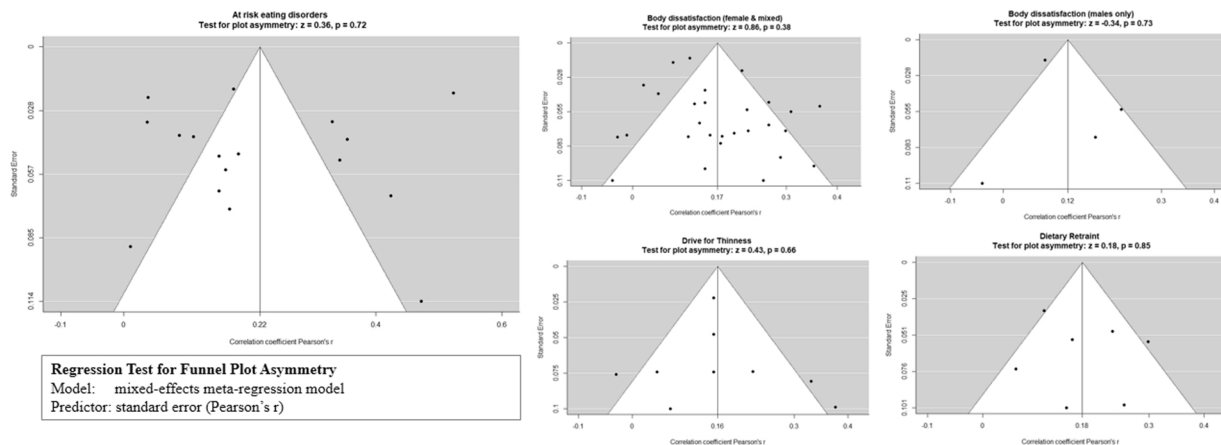 At risk eating disorders
Test for plot asymmetry: z = 0.36, p = 0.72
Standard Error
0
0.028
0.057
0.085
0.114
-0.1
0
0.22
0.4
0.6
Correlation coefficient Pearson's r
Regression Test for Funnel Plot Asymmetry
Model: mixed-effects meta-regression model
Predictor: standard error (Pearson's r)
Body dissatisfaction (female & mixed)
Test for plot asymmetry: z = 0.86, p = 0.38
Standard Error
0
0.028
0.055
0.083
0.11
-0.1
0
0.17
0.3
0.4
Correlation coefficient Pearson's r
Body dissatisfaction (males only)
Test for plot asymmetry: z = -0.34, p = 0.73
Standard Error
0
0.028
0.055
0.083
0.11
-0.1
0
0.12
0.3
0.4
Correlation coefficient Pearson's r
Drive for Thinness
Test for plot asymmetry: z = 0.43, p = 0.66
Standard Error
0
0.025
0.05
0.075
0.1
-0.1
0
0.16
0.3
0.4
Correlation coefficient Pearson's r
Dietary Retraint
Test for plot asymmetry: z = 0.18, p = 0.85
Standard Error
0
0.025
0.051
0.076
0.101
-0.1
0
0.18
0.3
0.4
Correlation coefficient Pearson's r